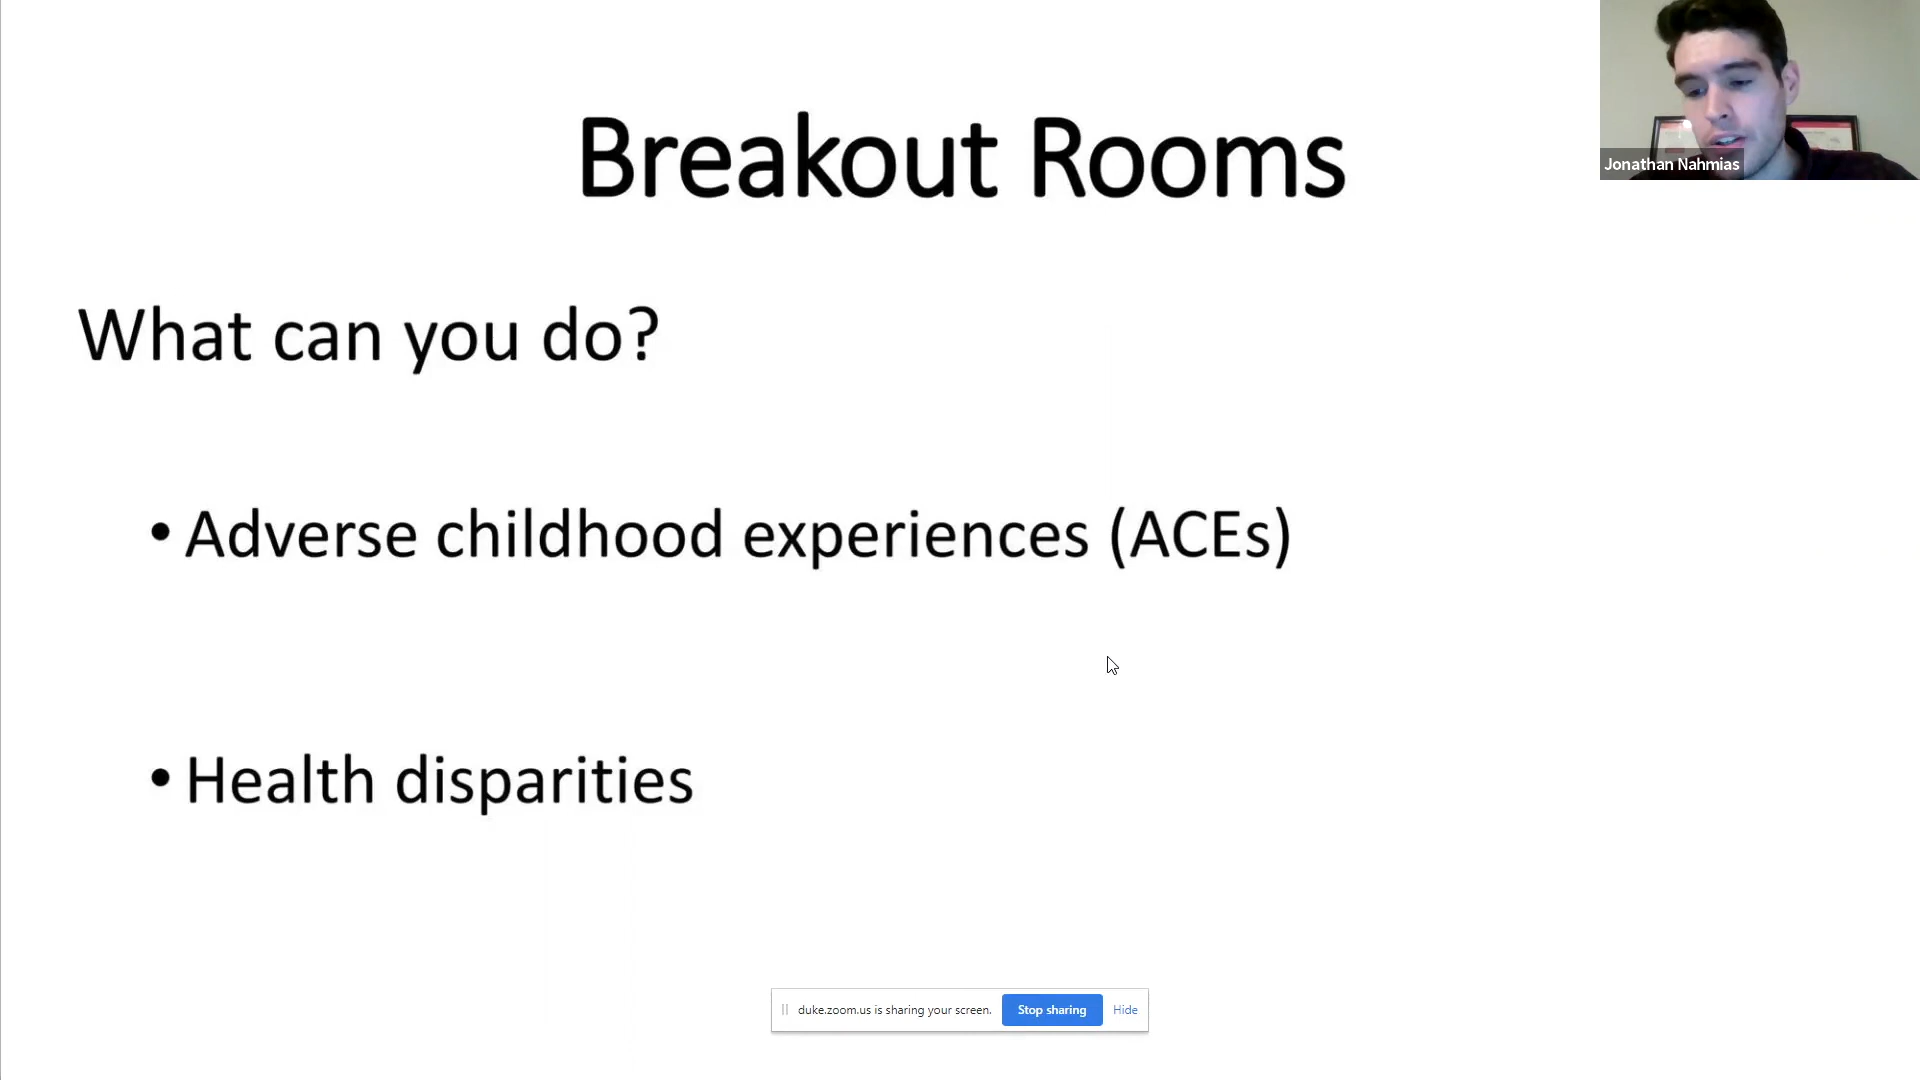 Breakout Rooms
Jonathan Nahmias
What can you do?
• Adverse childhood experiences (ACEs)
• Health disparities
duke.zoom.us is sharing your screen. Stop sharing Hide